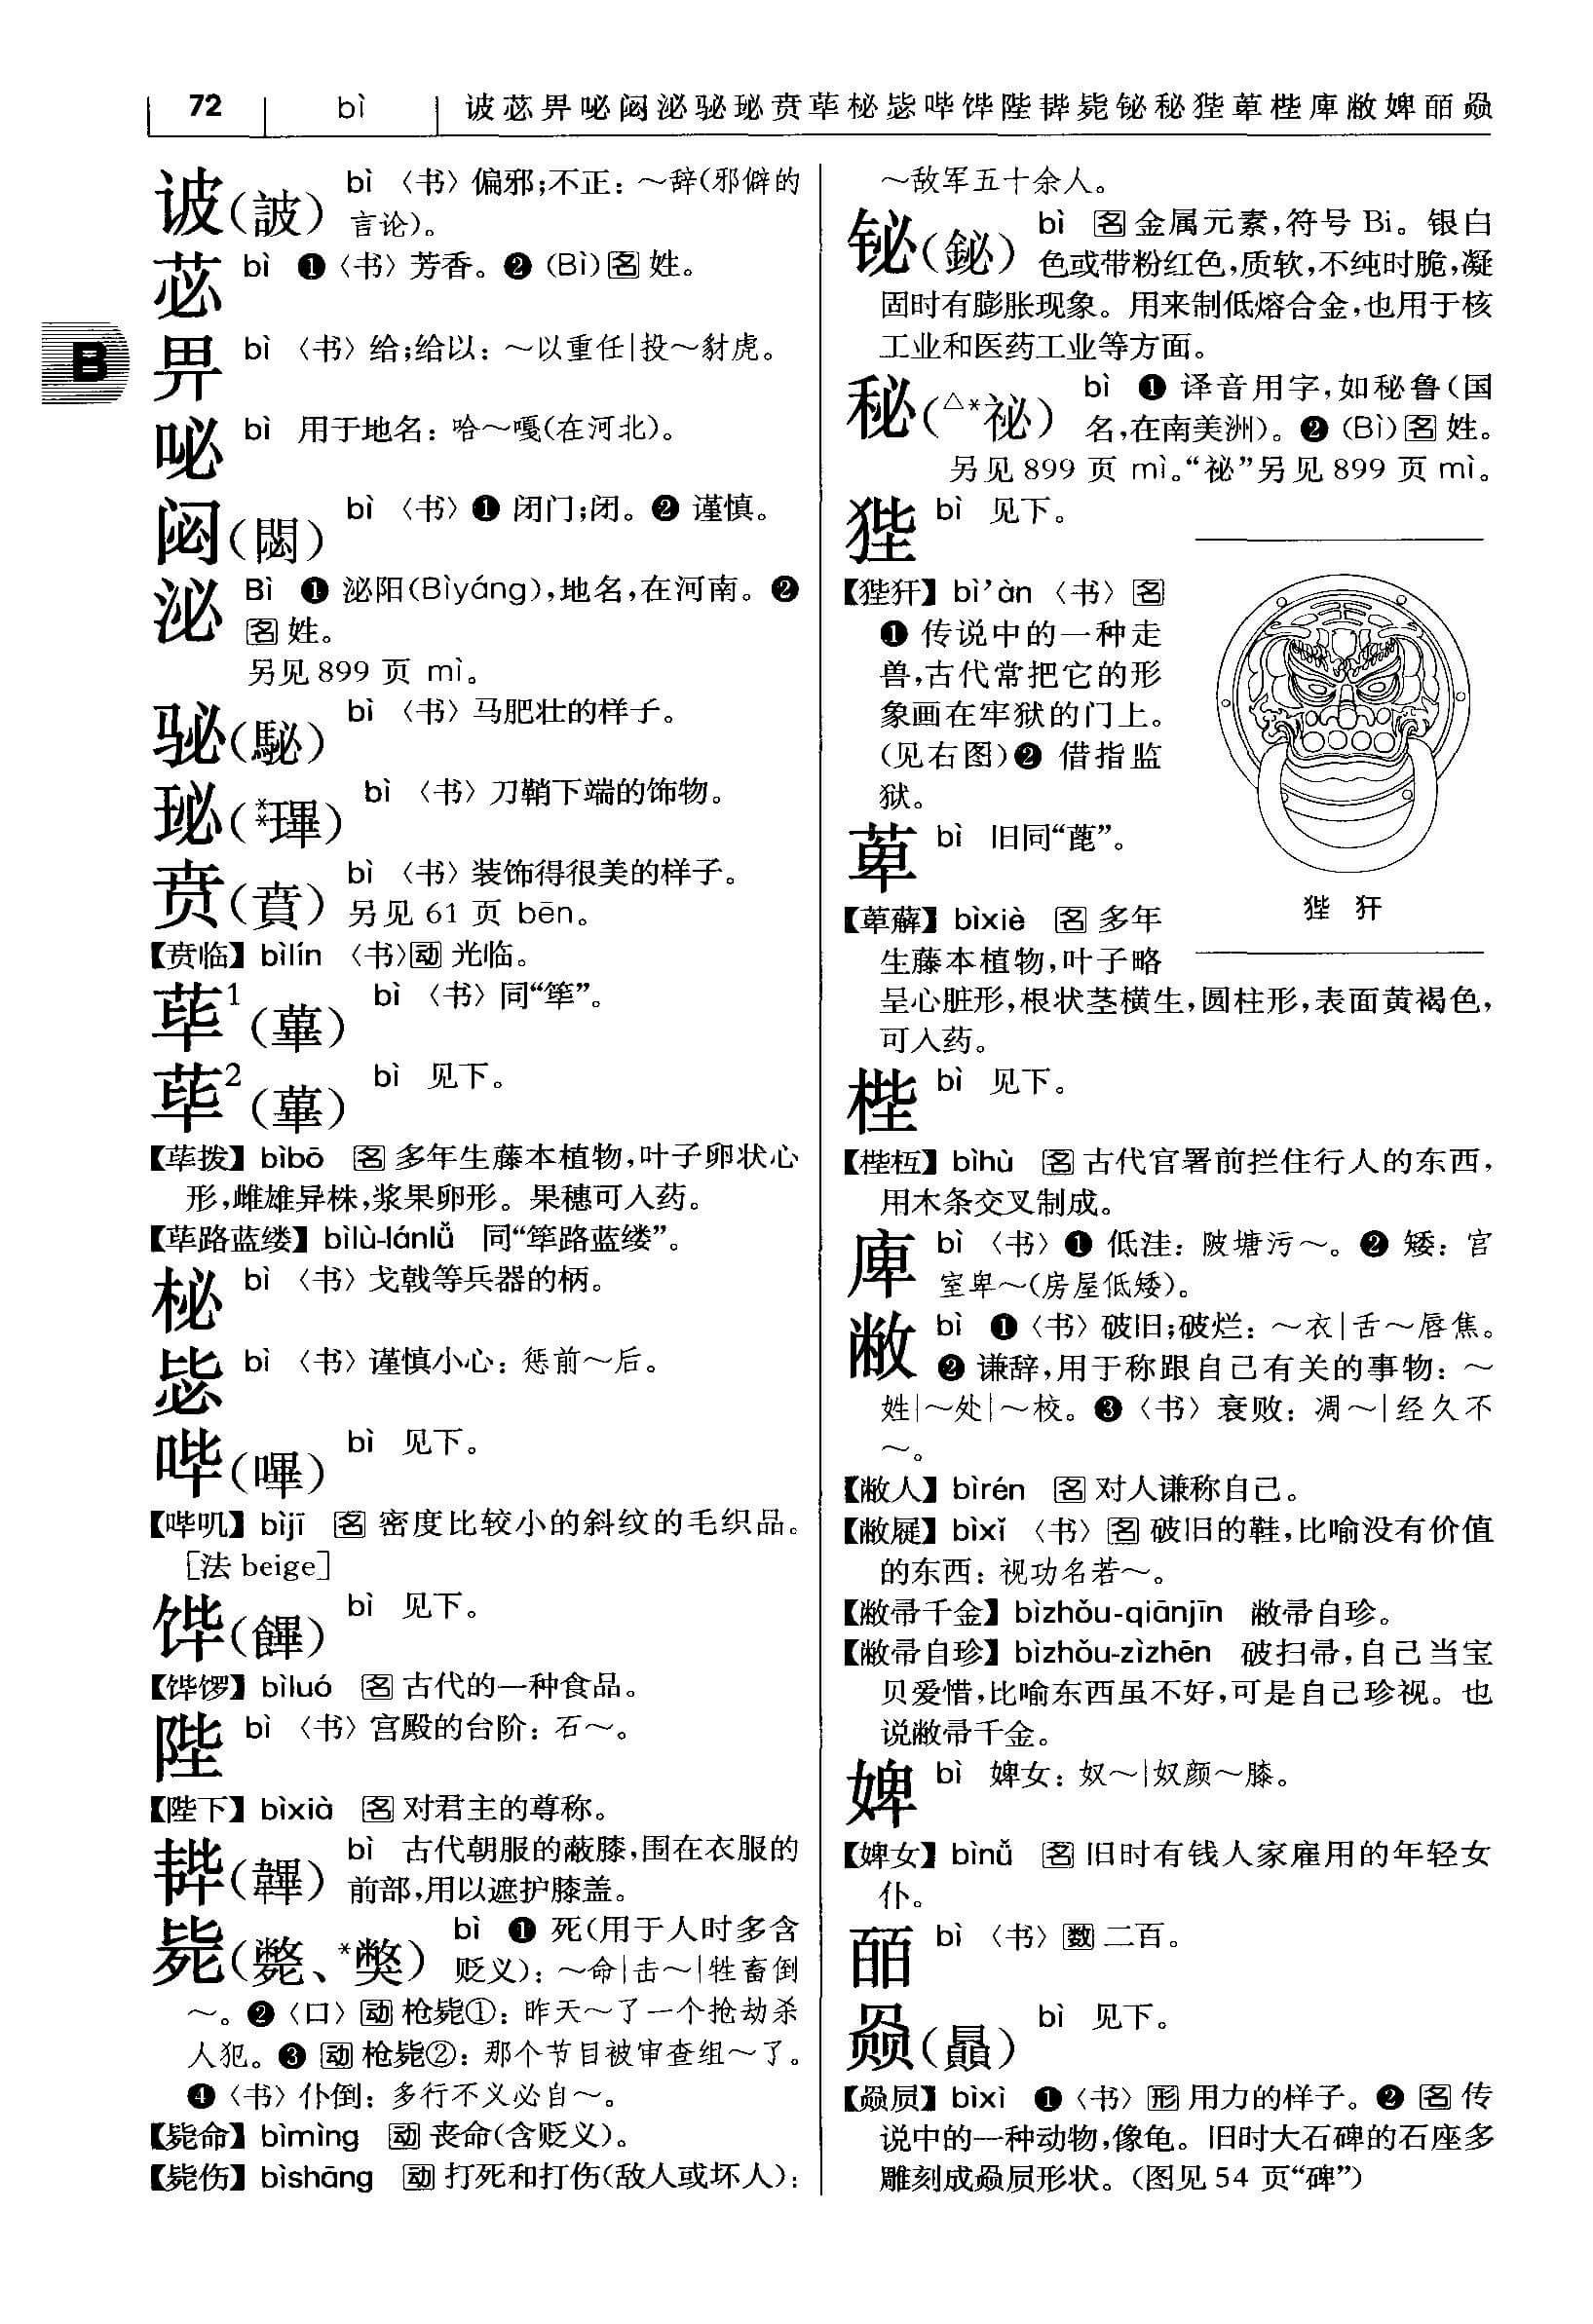 72 bì 诐苾畀咇闷泌䮠珌贲荜柲毖哔饆陛韠毙铋秘狴萆梐庳敝婢皕赑
诐(詖) bì 〈书〉偏邪;不正：～辞(邪僻的
言论)。
苾 bì ❶〈书〉芳香。❷ (Bì)[名]姓。
B
畀 bì 〈书〉给;给以：～以重任|投～豺虎。
咇 bì 用于地名：哈～嘎(在河北)。
(閟) bì 〈书〉❶ 闭门;闭。❷ 谨慎。
泌 Bì ❶ 泌阳(Bìyáng),地名,在河南。❷
[名]姓。
另见899 页 mì。
(駜) bì 〈书〉马肥壮的样子。
珌(**琿) bì 〈书〉刀鞘下端的饰物。
贲(賁) bì 〈书〉装饰得很美的样子。
另见 61 页 bēn。
【贲临】bìlín 〈书〉[动]光临。
荜1(蓽) bì 〈书〉同“筚”。
荜2(蓽) bì 见下。
【荜拨】bìbō [名]多年生藤本植物,叶子卵状心
形,雌雄异株,浆果卵形。果穗可入药。
【荜路蓝缕】bìlù-lánlǚ 同“筚路蓝缕”。
柲 bì 〈书〉戈戟等兵器的柄。
毖 bì 〈书〉谨慎小心：惩前～后。
哔(嗶) bì 见下。
【哔叽】bìjī [名]密度比较小的斜纹的毛织品。
[法 beige]
(饆) bì 见下。
【饆饠】bìluó [名]古代的一种食品。
陛 bì 〈书〉宫殿的台阶：石～。
【陛下】bìxià [名]对君主的尊称。
(韠) bì 古代朝服的蔽膝,围在衣服的
前部,用以遮护膝盖。
毙(斃、*獘) bì ❶ 死(用于人时多含
贬义)：～命|击～|牲畜倒
～。❷〈口〉[动]枪毙①：昨天～了一个抢劫杀
人犯。❸ [动]枪毙②：那个节目被审查组～了。
❹〈书〉仆倒：多行不义必自～。
【毙命】bìmìng [动]丧命(含贬义)。
【毙伤】bìshāng [动]打死和打伤(敌人或坏人)：
～敌军五十余人。
铋(鉍) bì [名]金属元素,符号 Bi。银白
色或带粉红色,质软,不纯时脆,凝
固时有膨胀现象。用来制低熔合金,也用于核
工业和医药工业等方面。
秘(△*祕) bì ❶ 译音用字,如秘鲁(国
名,在南美洲)。❷ (Bì)[名]姓。
另见899 页 mì。“祕”另见899页mì。
狴 bì 见下。
【狴犴】bì’àn 〈书〉[名]
❶ 传说中的一种走
兽,古代常把它的形
象画在牢狱的门上。
(见右图)❷ 借指监
狱。
狴 犴
萆 bì 旧同“蓖”。
【萆薢】bìxiè [名]多年
生藤本植物,叶子略
呈心脏形,根状茎横生,圆柱形,表面黄褐色,
可入药。
梐 bì 见下。
【梐枑】bìhù [名]古代官署前拦住行人的东西,
用木条交叉制成。
庳 bì 〈书〉❶ 低洼：陂塘污～。❷ 矮：宫
室卑～(房屋低矮)。
敝 bì ❶〈书〉破旧;破烂：～衣|舌～唇焦。
❷ 谦辞,用于称跟自己有关的事物：～
姓|～处|～校。❸〈书〉衰败：凋～|经久不
～。
【敝人】bìrén [名]对人谦称自己。
【敝屣】bìxǐ 〈书〉[名]破旧的鞋,比喻没有价值
的东西：视功名若～。
【敝帚千金】bìzhǒu-qiānjīn 敝帚自珍。
【敝帚自珍】bìzhǒu-zìzhēn 破扫帚,自己当宝
贝爱惜,比喻东西虽不好,可是自己珍视。也
说敝帚千金。
婢 bì 婢女：奴～|奴颜～膝。
【婢女】bìnǚ [名]旧时有钱人家雇用的年轻女
仆。
皕 bì 〈书〉[数]二百。
赑(贔) bì 见下。
【赑屃】bìxì ❶〈书〉[形]用力的样子。❷ [名]传
说中的一种动物,像龟。旧时大石碑的石座多
雕刻成赑屃形状。(图见 54 页“碑”)